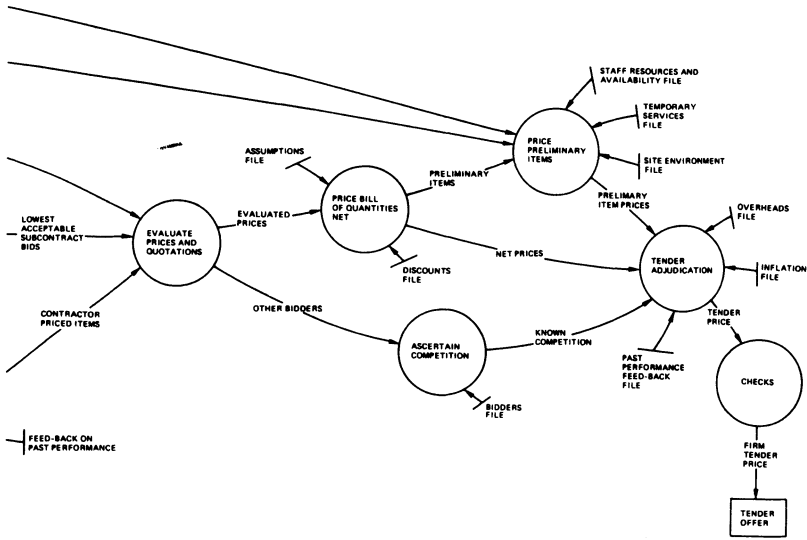 STAFF RESOURCES AND
AVAILABILITY FILE
TEMPORARY
SERVICES
FILE
PRICE
PRELIMINARY
ITEMS
SITE ENVIRONMENT
FILE
ASSUMPTIONS
FILE
PRELIMINARY
ITEMS
PRELIMARY
ITEM PRICES
OVERHEADS
FILE
PRICE BILL
OF QUANTITIES
NET
EVALUATED
PRICES
LOWEST
ACCEPTABLE
SUBCONTRACT
BIDS
EVALUATE
PRICES AND
QUOTATIONS
NET PRICES
TENDER
ADJUDICATION
INFLATION
FILE
DISCOUNTS
FILE
OTHER BIDDERS
CONTRACTOR
PRICED ITEMS
TENDER
PRICE
KNOWN
COMPETITION
ASCERTAIN
COMPETITION
PAST
PERFORMANCE
FEED-BACK
FILE
CHECKS
BIDDERS
FILE
FEED-BACK ON
PAST PERFORMANCE
FIRM
TENDER
PRICE
TENDER
OFFER